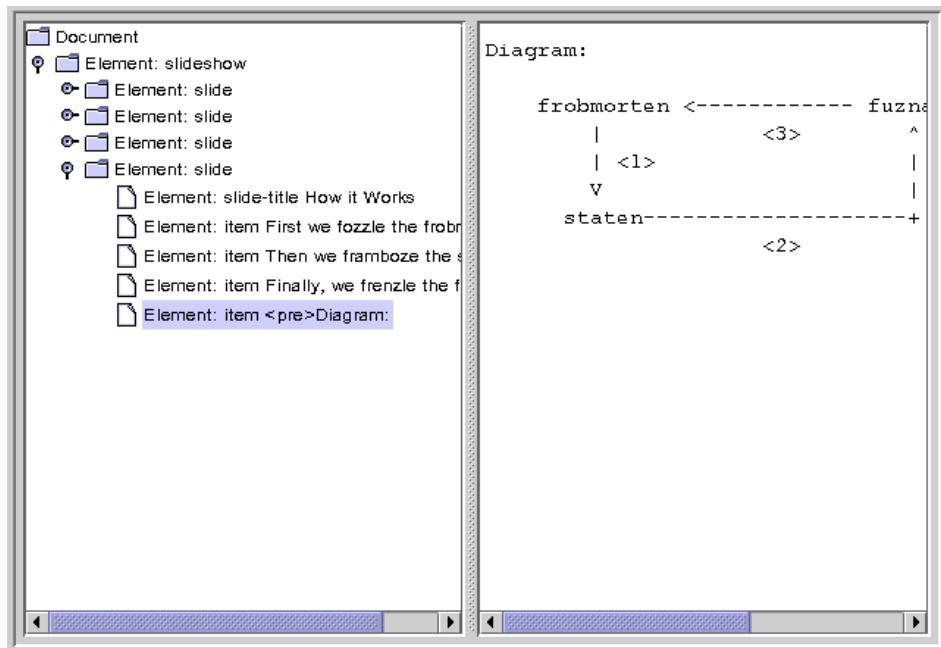 Document
Element: slideshow
Element: slide
Element: slide
Element: slide
Element: slide
Element: slide-title How it Works
Element: item First we fozzle the frobr
Element: item Then we framboze the s
Element: item Finally, we frenzle the f
Element: item <pre>Diagram:
Diagram:
frobmorten <------------ fuzna
| <3> ^
| <1> |
V |
staten--------------------+
<2>